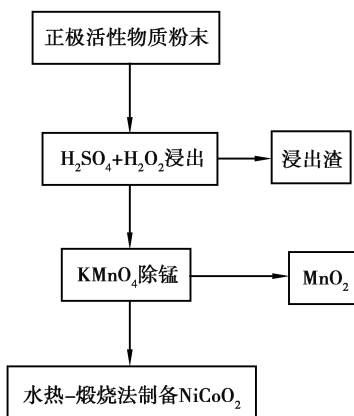 正极活性物质粉末
H₂SO₄+H₂O₂浸出
浸出渣
KMnO₄除锰
MnO₂
水热-煅烧法制备NiCoO₂